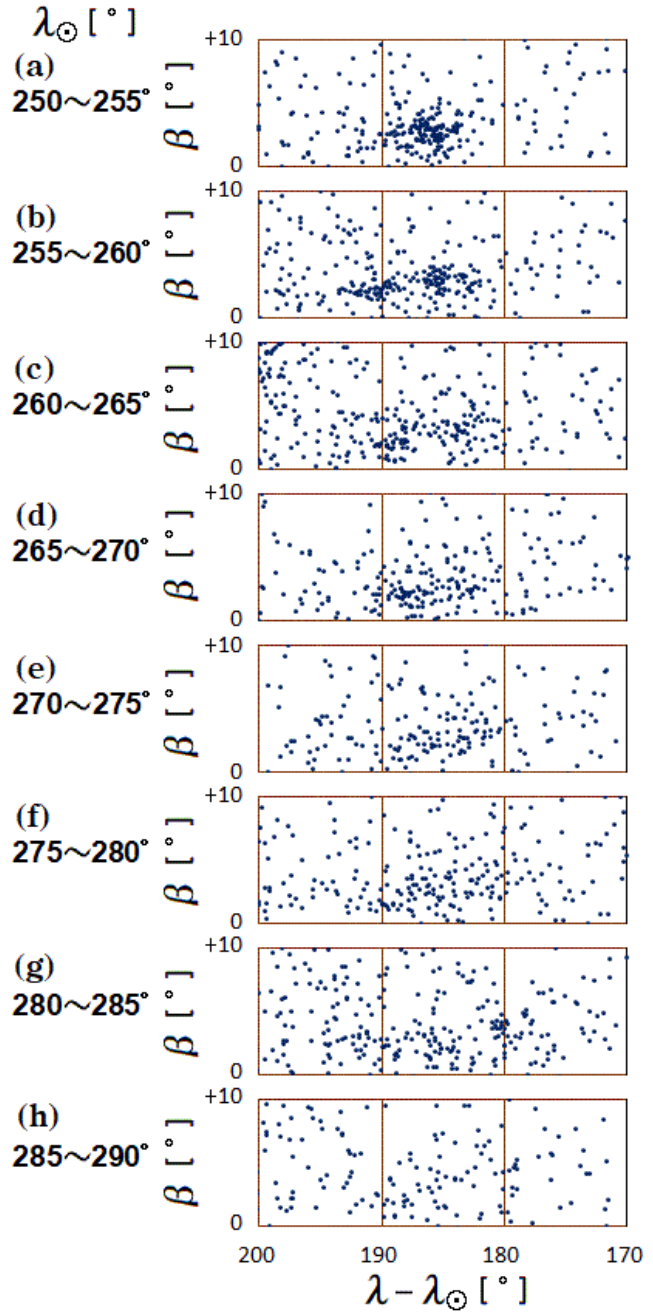 λ☉ [ ° ]
(a)
250～255°
β [ ° ]
+10
0
(b)
255～260°
β [ ° ]
+10
0
(c)
260～265°
β [ ° ]
+10
0
(d)
265～270°
β [ ° ]
+10
0
(e)
270～275°
β [ ° ]
+10
0
(f)
275～280°
β [ ° ]
+10
0
(g)
280～285°
β [ ° ]
+10
0
(h)
285～290°
β [ ° ]
+10
0
200 190 180 170
λ – λ☉ [ ° ]